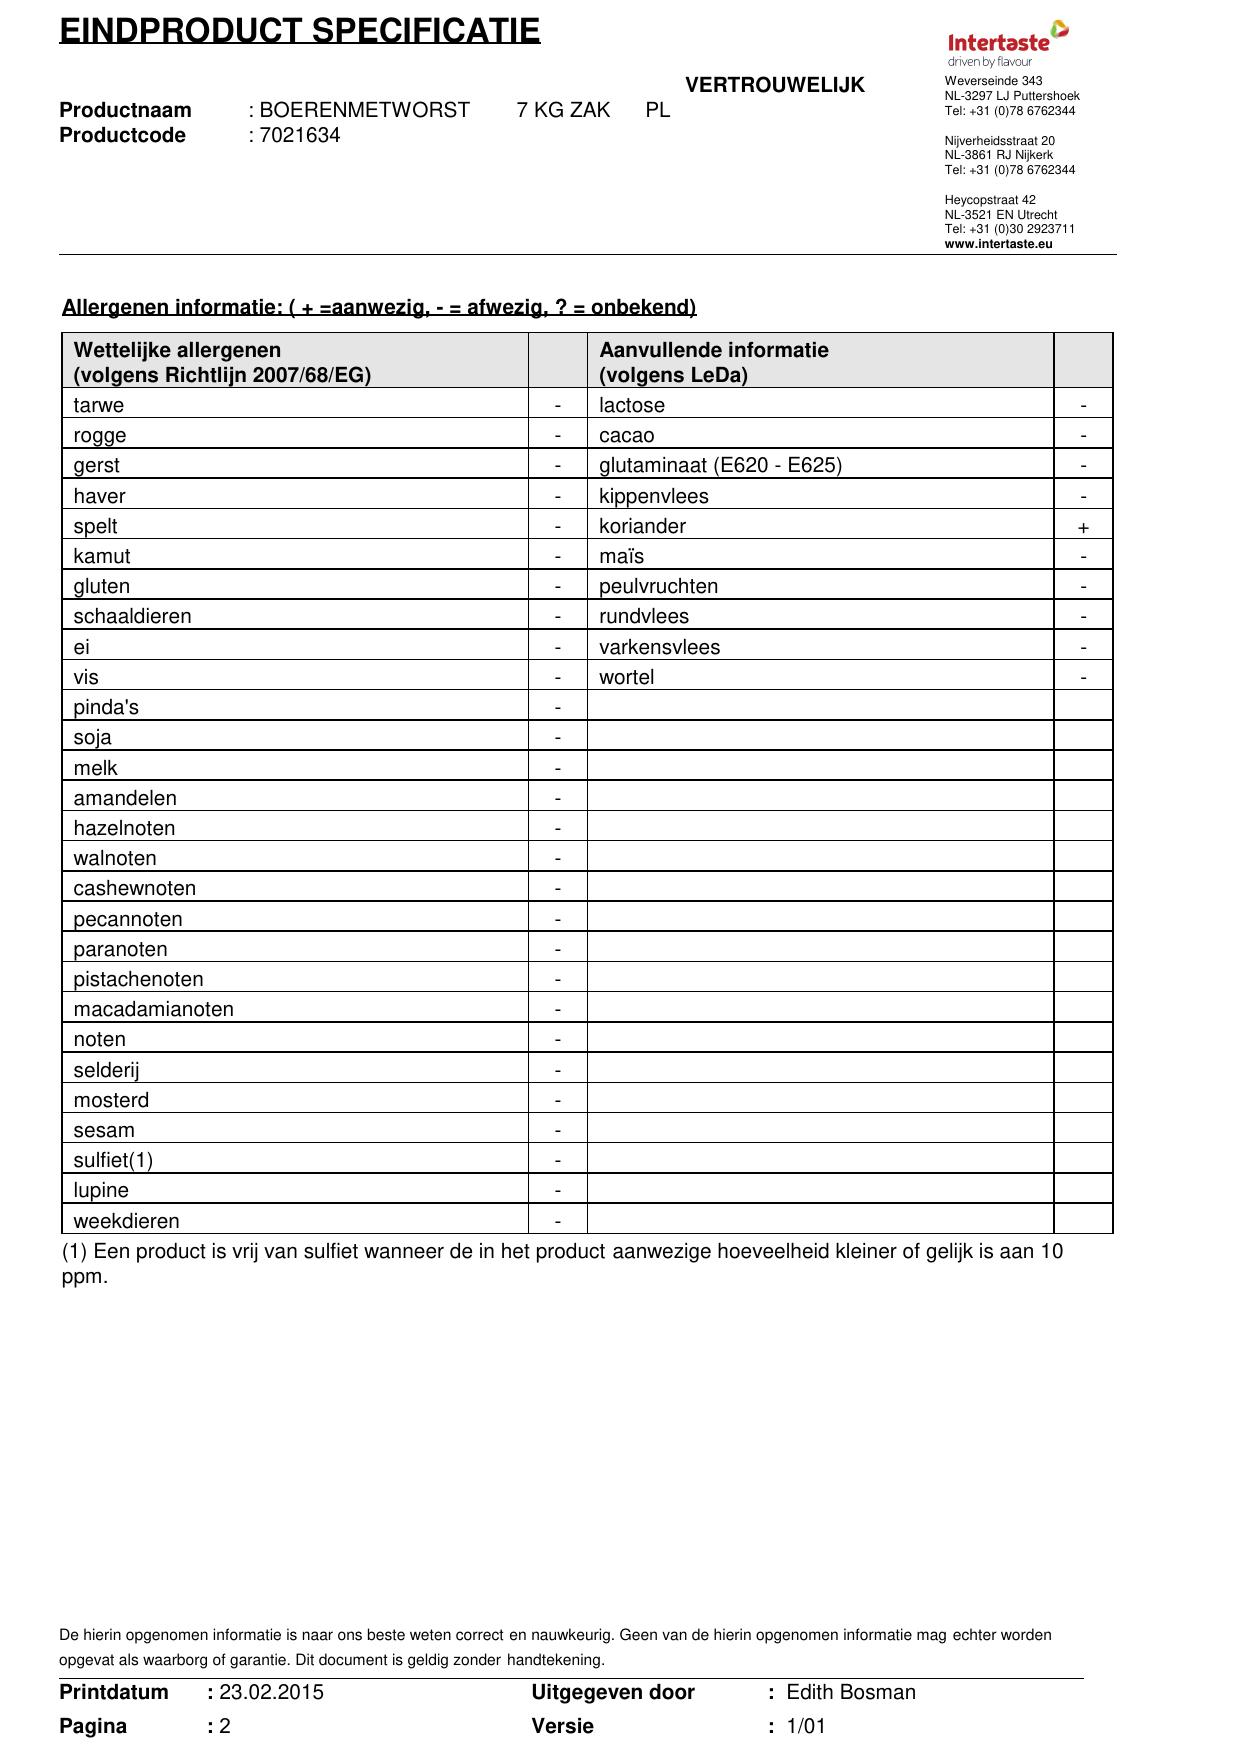 EINDPRODUCT SPECIFICATIE
Intertaste
driven by flavour
VERTROUWELIJK
Productnaam : BOERENMETWORST 7 KG ZAK PL
Productcode : 7021634
Weverseinde 343
NL-3297 LJ Puttershoek
Tel: +31 (0)78 6762344
Nijverheidsstraat 20
NL-3861 RJ Nijkerk
Tel: +31 (0)78 6762344
Heycopstraat 42
NL-3521 EN Utrecht
Tel: +31 (0)30 2923711
www.intertaste.eu
Allergenen informatie: ( + =aanwezig, - = afwezig, ? = onbekend)
Wettelijke allergenen Aanvullende informatie
(volgens Richtlijn 2007/68/EG) (volgens LeDa)
tarwe - lactose -
rogge - cacao -
gerst - glutaminaat (E620 - E625) -
haver - kippenvlees -
spelt - koriander +
kamut - maïs -
gluten - peulvruchten -
schaaldieren - rundvlees -
ei - varkensvlees -
vis - wortel -
pinda's -
soja -
melk -
amandelen -
hazelnoten -
walnoten -
cashewnoten -
pecannoten -
paranoten -
pistachenoten -
macadamianoten -
noten -
selderij -
mosterd -
sesam -
sulfiet(1) -
lupine -
weekdieren -
(1) Een product is vrij van sulfiet wanneer de in het product aanwezige hoeveelheid kleiner of gelijk is aan 10
ppm.
De hierin opgenomen informatie is naar ons beste weten correct en nauwkeurig. Geen van de hierin opgenomen informatie mag echter worden
opgevat als waarborg of garantie. Dit document is geldig zonder handtekening.
Printdatum : 23.02.2015 Uitgegeven door : Edith Bosman
Pagina : 2 Versie : 1/01